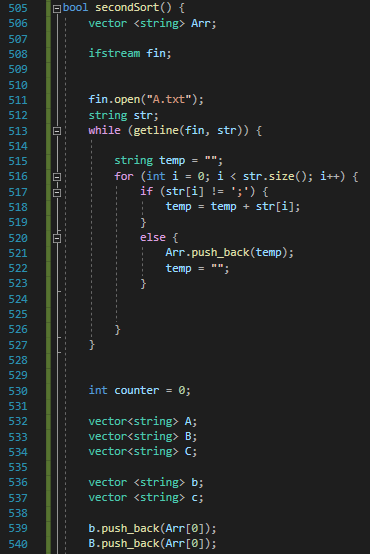 505 bool secondSort() {
506 vector <string> Arr;
507
508 ifstream fin;
509
510
511 fin.open("A.txt");
512 string str;
513 while (getline(fin, str)) {
514
515 string temp = "";
516 for (int i = 0; i < str.size(); i++) {
517 if (str[i] != ';') {
518 temp = temp + str[i];
519 }
520 else {
521 Arr.push_back(temp);
522 temp = "";
523 }
524
525
526 }
527 }
528
529
530 int counter = 0;
531
532 vector<string> A;
533 vector<string> B;
534 vector<string> C;
535
536 vector <string> b;
537 vector <string> c;
538
539 b.push_back(Arr[0]);
540 B.push_back(Arr[0]);